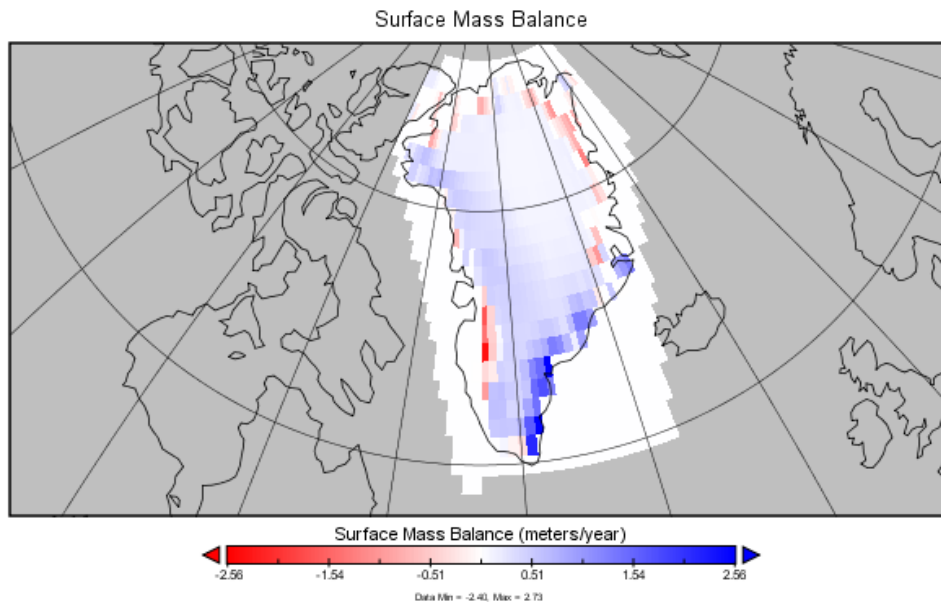 Surface Mass Balance
Surface Mass Balance (meters/year)
-2.56 -1.54 -0.51 0.51 1.54 2.56
Data Min = -2.40, Max = 2.73